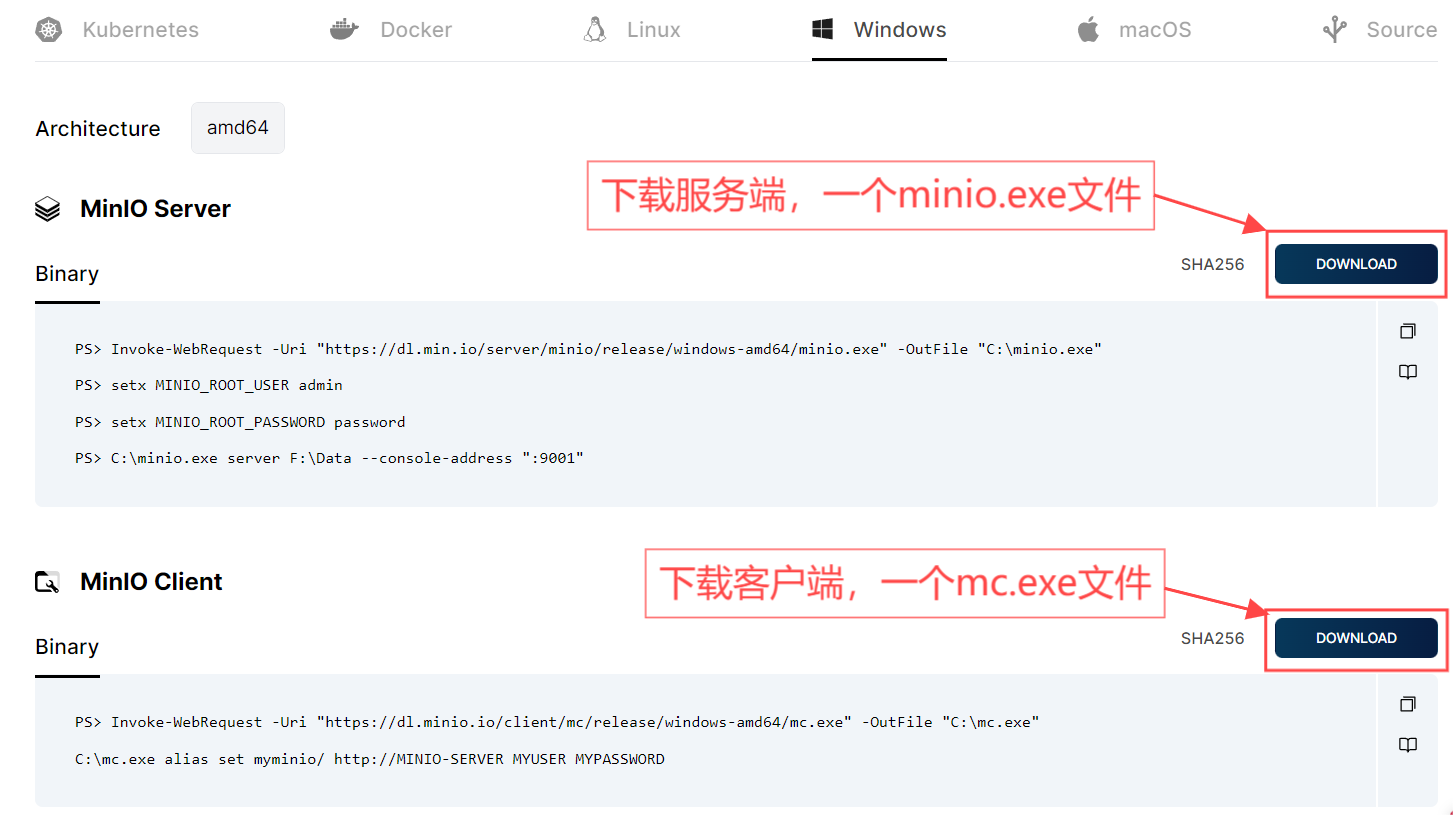 Kubernetes Docker Linux Windows macOS Source
Architecture amd64
下载服务端，一个minio.exe文件
MinIO Server
SHA256 DOWNLOAD
Binary
PS> Invoke-WebRequest -Uri "https://dl.min.io/server/minio/release/windows-amd64/minio.exe" -OutFile "C:\minio.exe"
PS> setx MINIO_ROOT_USER admin
PS> setx MINIO_ROOT_PASSWORD password
PS> C:\minio.exe server F:\Data --console-address ":9001"
下载客户端，一个mc.exe文件
MinIO Client
SHA256 DOWNLOAD
Binary
PS> Invoke-WebRequest -Uri "https://dl.minio.io/client/mc/release/windows-amd64/mc.exe" -OutFile "C:\mc.exe"
C:\mc.exe alias set myminio/ http://MINIO-SERVER MYUSER MYPASSWORD